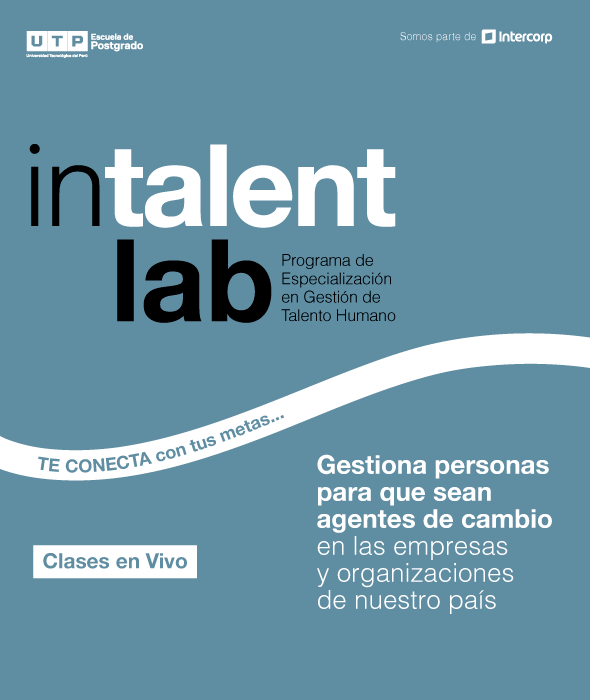 UTP Escuela de
Postgrado
Universidad Tecnológica del Perú
Somos parte de Intercorp
intalent
lab
Programa de
Especialización
en Gestión de
Talento Humano
TE CONECTA con tus metas...
Gestiona personas
para que sean
agentes de cambio
en las empresas
y organizaciones
de nuestro país
Clases en Vivo